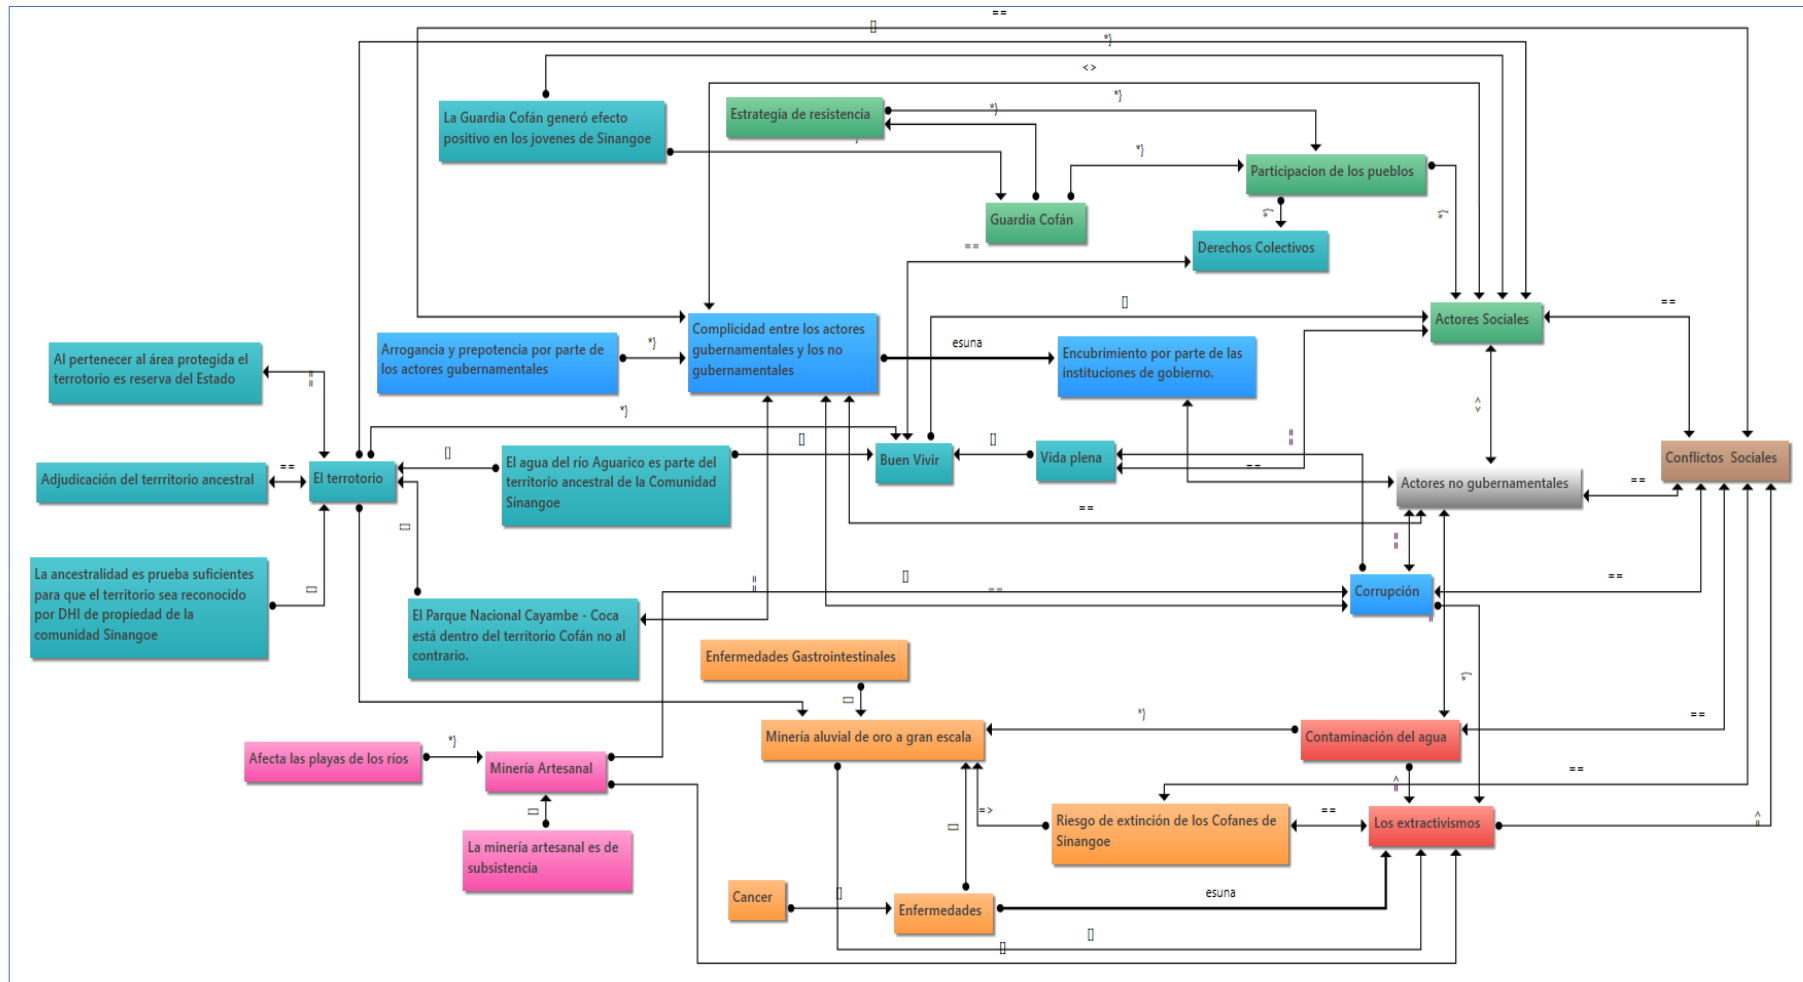 ==
[]
*}
<>
La Guardia Cofán generó efecto
positivo en los jovenes de Sinangoe
Estrategia de resistencia
*}
*}
*}
*}
Participacion de los pueblos
*}
*}
Guardia Cofán
==
Derechos Colectivos
[]
==
Actores Sociales
Complicidad entre los actores
gubernamentales y los no
gubernamentales
Arrogancia y prepotencia por parte de
los actores gubernamentales
*}
esuna
Encubrimiento por parte de las
instituciones de gobierno.
Al pertenecer al área protegida el
terrotorio es reserva del Estado
==
<>
*}
[]
[]
==
Buen Vivir
Vida plena
==
Conflictos Sociales
Adjudicación del terrritorio ancestral
==
El terrotorio
[]
El agua del río Aguarico es parte del
territorio ancestral de la Comunidad
Sinangoe
Actores no gubernamentales
==
==
[]
==
La ancestralidad es prueba suficientes
para que el territorio sea reconocido
por DHI de propiedad de la
comunidad Sinangoe
[]
El Parque Nacional Cayambe - Coca
está dentro del territorio Cofán no al
contrario.
==
[]
==
Corrupción
==
Enfermedades Gastrointestinales
[]
*}
Minería aluvial de oro a gran escala
*}
Contaminación del agua
==
Afecta las playas de los ríos
*}
Minería Artesanal
==
=>
[]
=>
[]
Riesgo de extinción de los Cofanes de
Sinangoe
==
Los extractivismos
=>
La minería artesanal es de
subsistencia
[]
Cancer
[]
Enfermedades
esuna
[]
[]